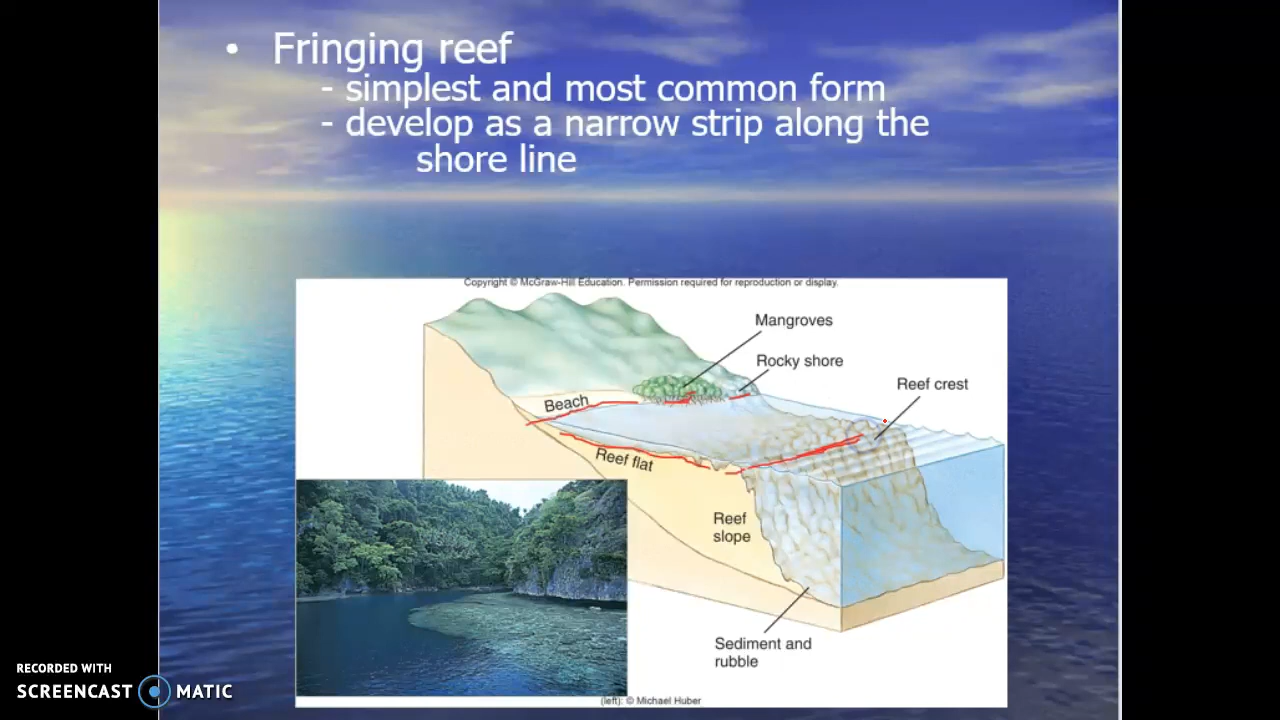 • Fringing reef
- simplest and most common form
- develop as a narrow strip along the
shore line
Copyright © McGraw-Hill Education. Permission required for reproduction or display.
Mangroves
Rocky shore
Reef crest
Beach
Reef flat
Reef
slope
Sediment and
rubble
(left): © Michael Huber
RECORDED WITH
SCREENCAST MATIC